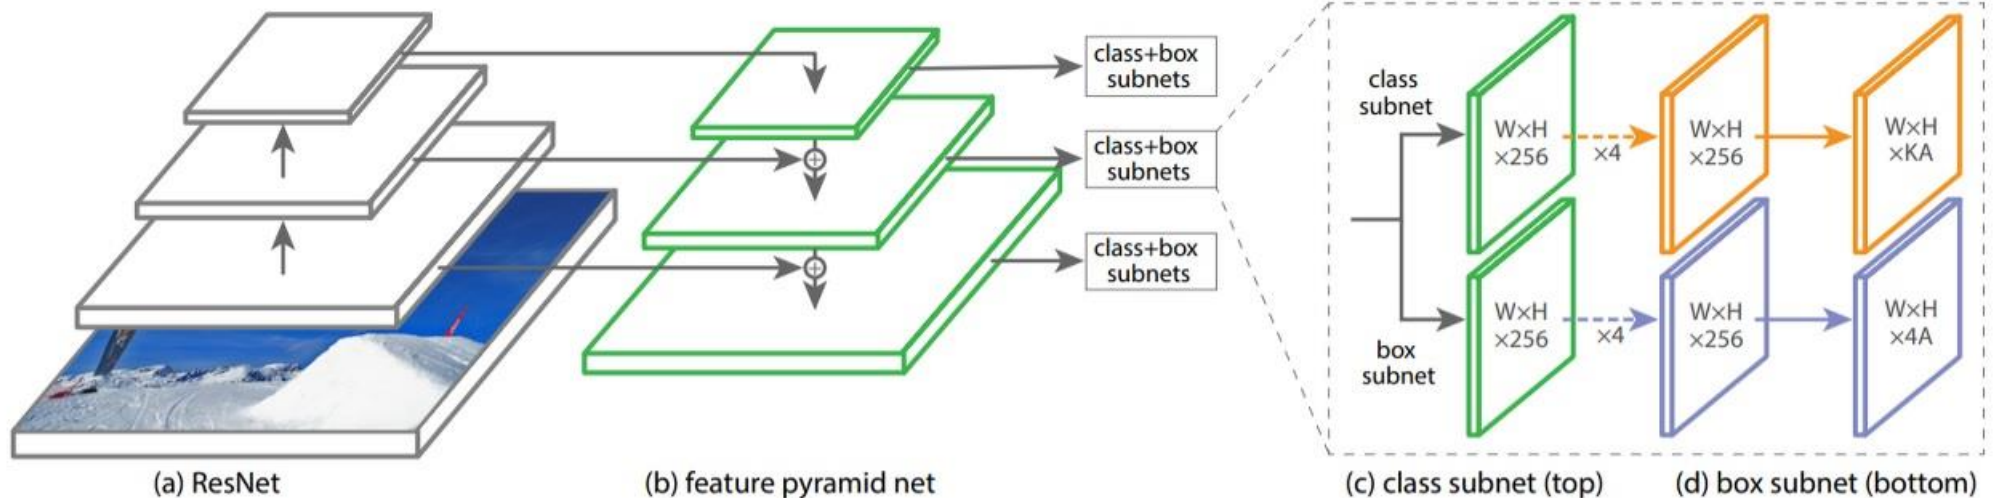 class+box
subnets
class+box
subnets
class+box
subnets
class
subnet
W×H
×256
×4
W×H
×256
W×H
×KA
box
subnet
W×H
×256
×4
W×H
×256
W×H
×4A
(a) ResNet
(b) feature pyramid net
(c) class subnet (top)
(d) box subnet (bottom)